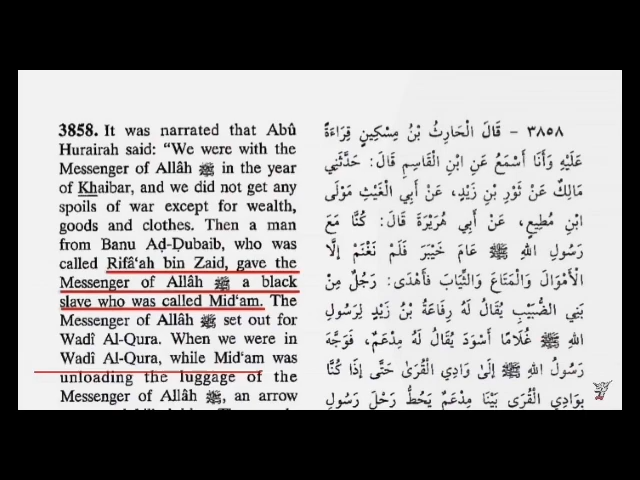 3858. It was narrated that Abû
Hurairah said: "We were with the
Messenger of Allâh ﷺ in the year
of Khaibar, and we did not get any
spoils of war except for wealth,
goods and clothes. Then a man
from Banu Aḍ-Ḍubaib, who was
called Rifâ'ah bin Zaid, gave the
Messenger of Allâh ﷺ a black
slave who was called Mid'am. The
Messenger of Allâh ﷺ set out for
Wadî Al-Qura. When we were in
Wadî Al-Qura, while Mid'am was
unloading the luggage of the
Messenger of Allâh ﷺ, an arrow
٣٨٥٨ - قَالَ الْحَارِثُ بْنُ مِسْكِينٍ قِرَاءَةً
عَلَيْهِ وَأَنَا أَسْمَعُ عَنِ ابْنِ الْقَاسِمِ قَالَ: حَدَّثَنِي
مَالِكٌ عَنْ ثَوْرِ بْنِ زَيْدٍ، عَنْ أَبِي الْغَيْثِ مَوْلَى
ابْنِ مُطِيعٍ، عَنْ أَبِي هُرَيْرَةَ قَالَ: كُنَّا مَعَ
رَسُولِ اللهِ ﷺ عَامَ خَيْبَرَ فَلَمْ نَغْنَمْ إِلَّا
الْأَمْوَالَ وَالْمَتَاعَ وَالثِّيَابَ فَأَهْدَى: رَجُلٌ مِنْ
بَنِي الضُّبَيْبِ يُقَالُ لَهُ رِفَاعَةُ بْنُ زَيْدٍ لِرَسُولِ
اللهِ ﷺ غُلَامًا أَسْوَدَ يُقَالُ لَهُ مِدْعَمٌ، فَوَجَّهَ
رَسُولُ اللهِ ﷺ إِلَىٰ وَادِي الْقُرَىٰ حَتَّىٰ إِذَا كُنَّا
بِوَادِي الْقُرَىٰ بَيْنَا مِدْعَمٌ يَحُطُّ رَحْلَ رَسُولِ